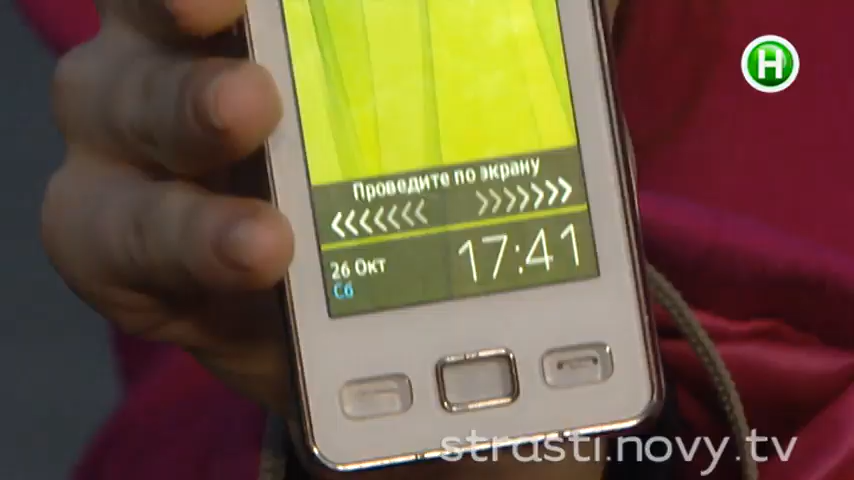 H
Проведите по экрану
<<<<<<< >>>>>>>
26 Окт
17:41
Сб
strasti.novy.tv